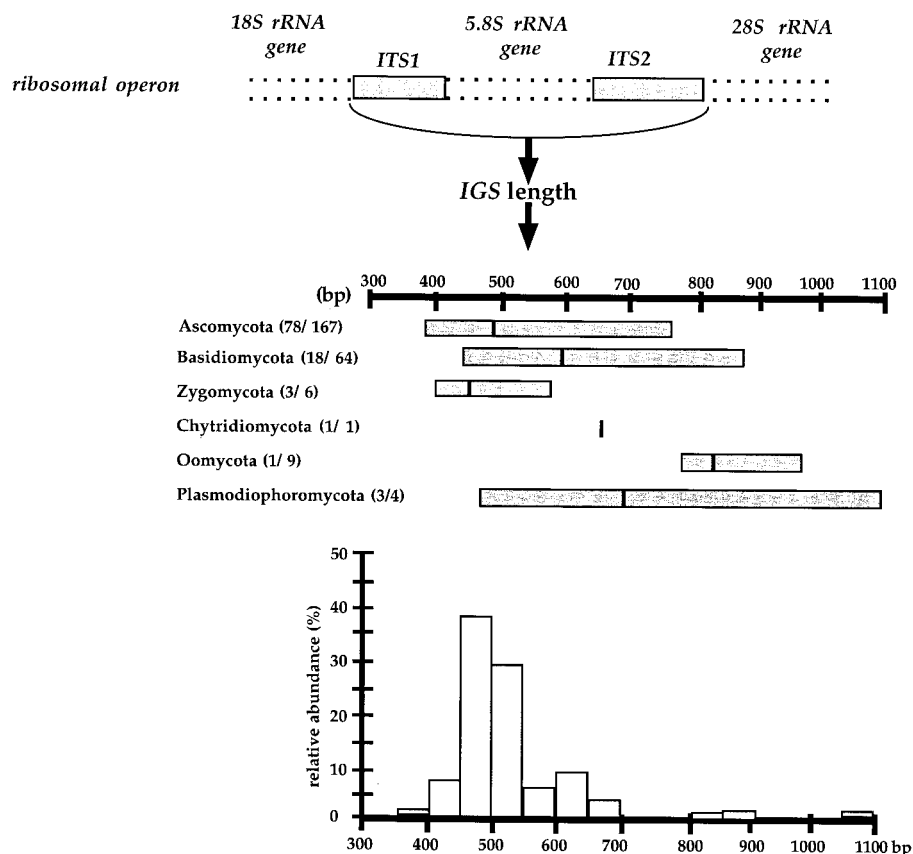 18S rRNA gene
5.8S rRNA gene
28S rRNA gene
ITS1
ITS2
ribosomal operon
IGS length
(bp)
300 400 500 600 700 800 900 1000 1100
Ascomycota (78/ 167)
Basidiomycota (18/ 64)
Zygomycota (3/ 6)
Chytridiomycota (1/ 1)
Oomycota (1/ 9)
Plasmodiophoromycota (3/4)
relative abundance (%)
50
40
30
20
10
0
300 400 500 600 700 800 900 1000 1100 bp